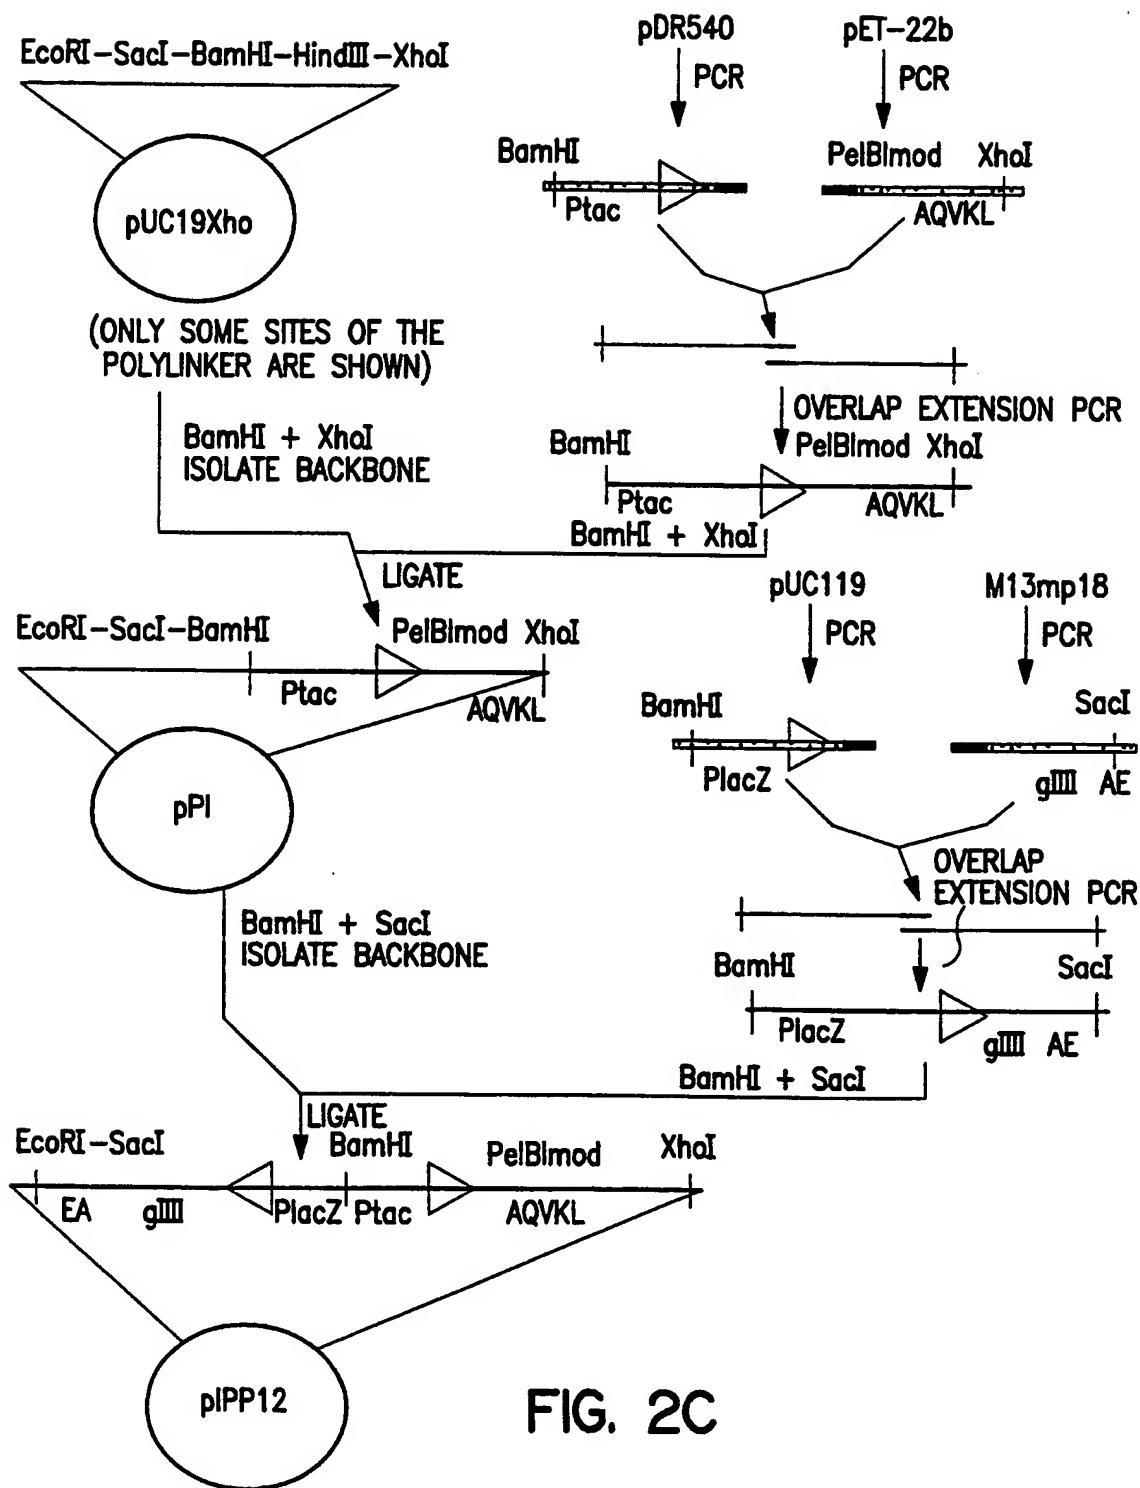 EcoRI-SacI-BamHI-HindIII-XhoI
pUC19Xho
(ONLY SOME SITES OF THE
POLYLINKER ARE SHOWN)
BamHI + XhoI
ISOLATE BACKBONE
pDR540
PCR
pET-22b
PCR
BamHI
Ptac
PelBlmod XhoI
AQVKL
OVERLAP EXTENSION PCR
BamHI
PelBlmod XhoI
Ptac
AQVKL
BamHI + XhoI
LIGATE
EcoRI-SacI-BamHI
PelBlmod XhoI
Ptac
AQVKL
pPI
BamHI + SacI
ISOLATE BACKBONE
pUC119
PCR
M13mp18
PCR
BamHI
PlacZ
SacI
gIIII AE
OVERLAP
EXTENSION PCR
BamHI
SacI
PlacZ
gIIII AE
BamHI + SacI
LIGATE
EcoRI-SacI
BamHI
PelBlmod
XhoI
EA gIIII PlacZ Ptac AQVKL
pIPP12
FIG. 2C